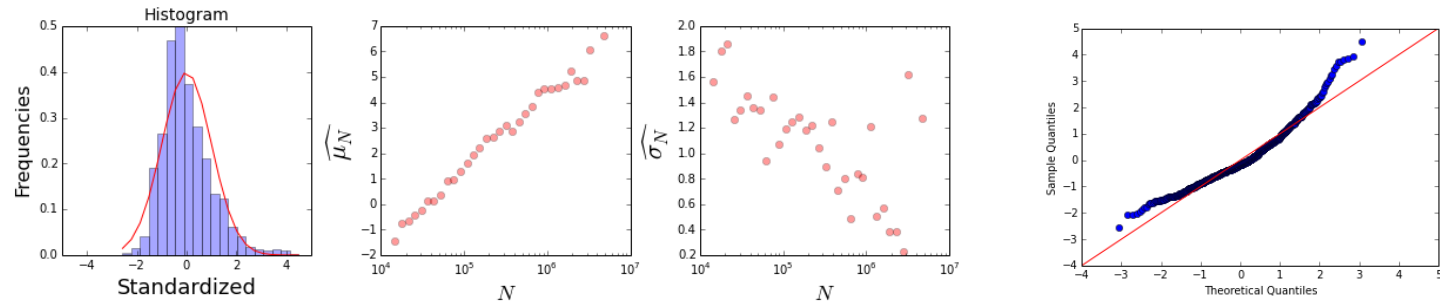 Histogram
Frequencies
0.5
0.4
0.3
0.2
0.1
0.0
−4 −2 0 2 4
Standardized
$\widehat{\mu_N}$
7
6
5
4
3
2
1
0
−1
−2
10^4 10^5 10^6 10^7
N
$\widehat{\sigma_N}$
2.0
1.8
1.6
1.4
1.2
1.0
0.8
0.6
0.4
0.2
10^4 10^5 10^6 10^7
N
Sample Quantiles
5
4
3
2
1
0
−1
−2
−3
−4
−4 −3 −2 −1 0 1 2 3 4 5
Theoretical Quantiles